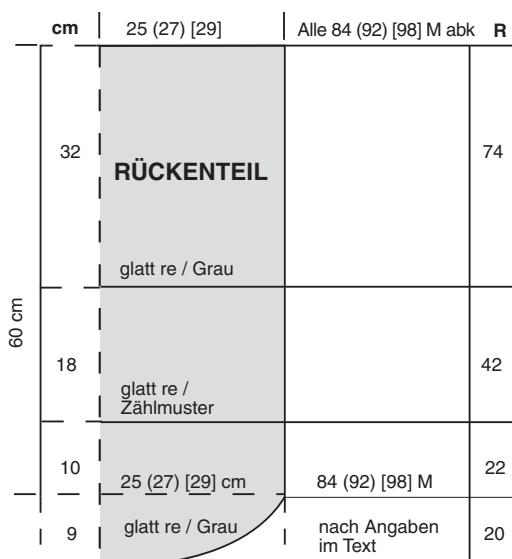 cm 25 (27) [29] Alle 84 (92) [98] M abk R
32 RÜCKENTEIL 74
glatt re / Grau
60 cm
18 glatt re / 42
Zählmuster
10 25 (27) [29] cm 84 (92) [98] M 22
9 glatt re / Grau nach Angaben 20
im Text